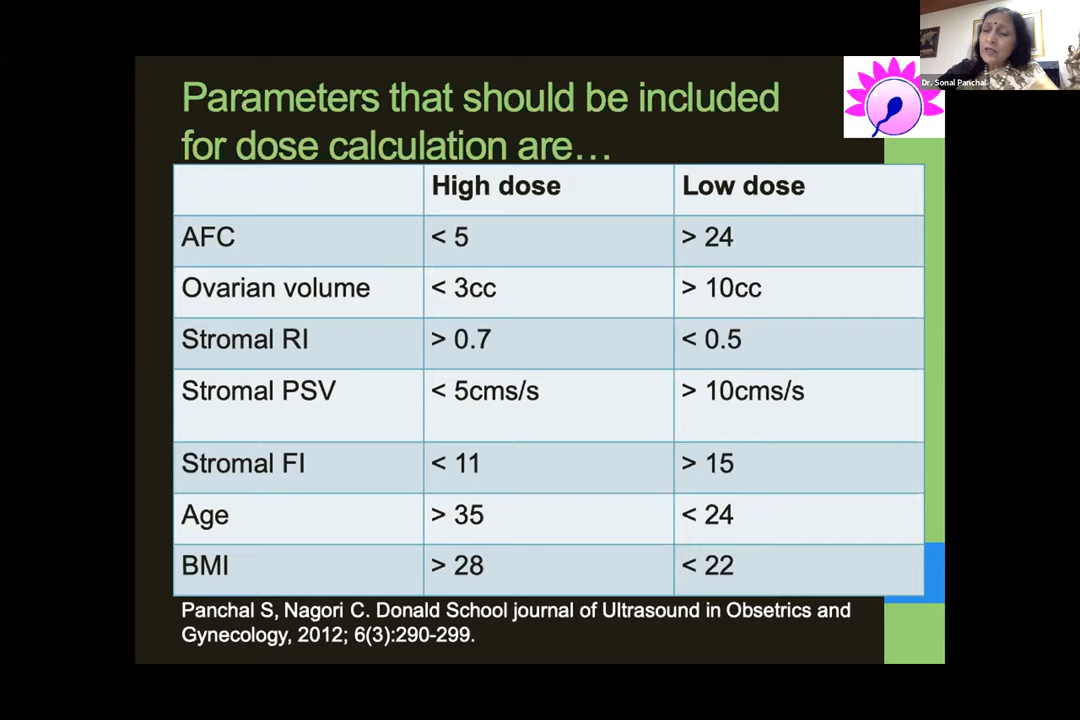 Dr. Sonal Panchal
Parameters that should be included
for dose calculation are…
High dose Low dose
AFC < 5 > 24
Ovarian volume < 3cc > 10cc
Stromal RI > 0.7 < 0.5
Stromal PSV < 5cms/s > 10cms/s
Stromal FI < 11 > 15
Age > 35 < 24
BMI > 28 < 22
Panchal S, Nagori C. Donald School journal of Ultrasound in Obsetrics and
Gynecology, 2012; 6(3):290-299.